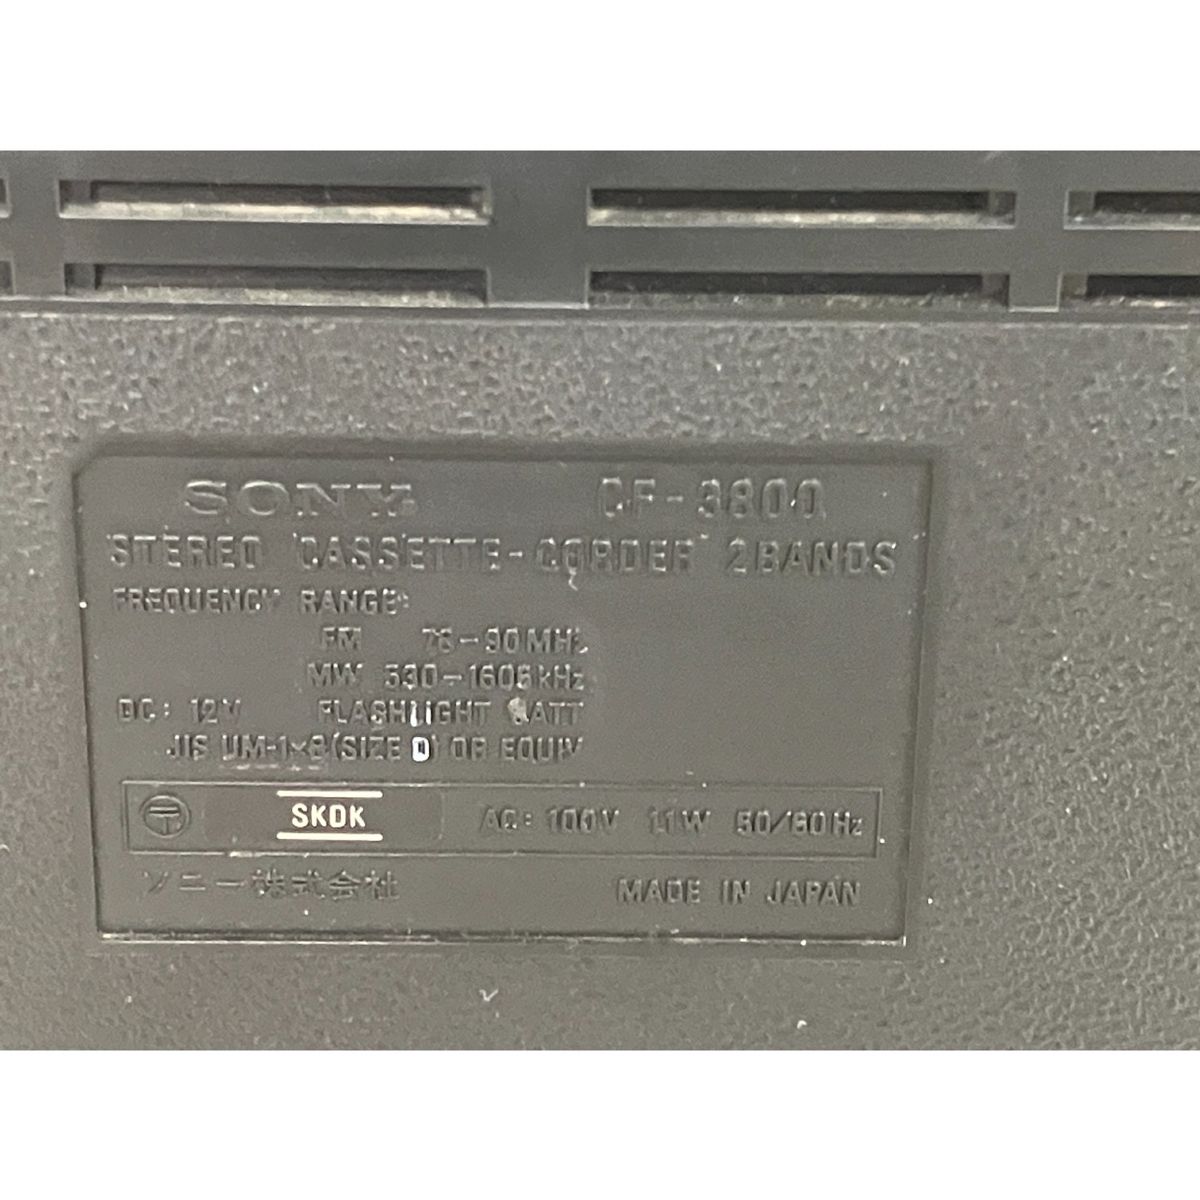 SONY CF-3800
STEREO CASSETTE-CORDER 2BANDS
FREQUENCY RANGE:
FM 76-90MHz
MW 530-1605kHz
DC: 12V FLASHLIGHT BATT
JIS UM-1×8(SIZE D) OR EQUIV
〒 SKDK AC: 100V 11W 50/60Hz
ソニー株式会社 MADE IN JAPAN